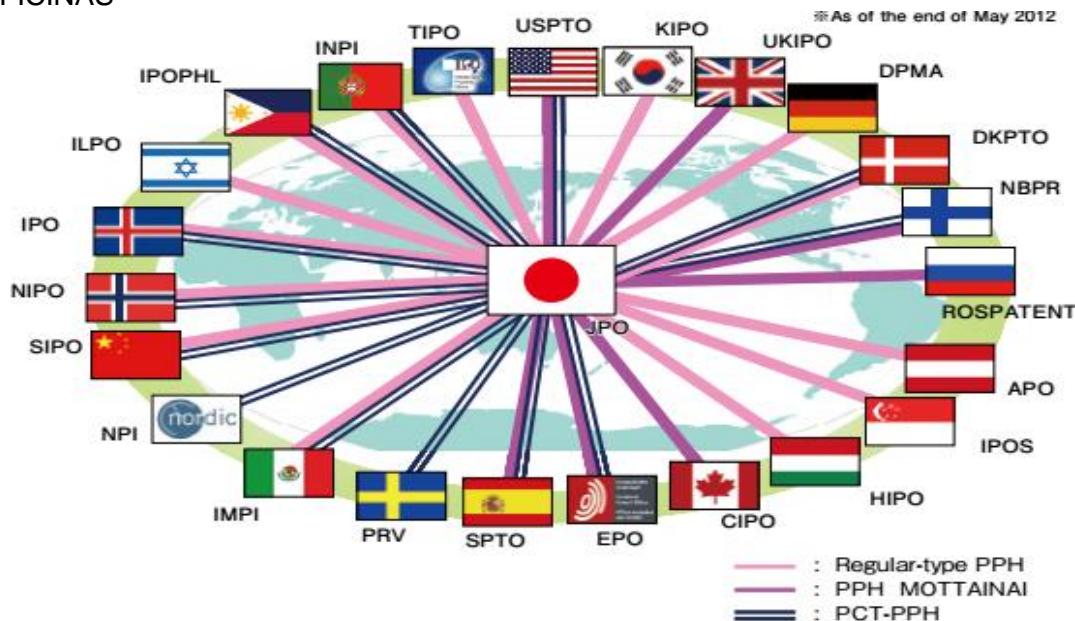 ※As of the end of May 2012
TIPO
USPTO
KIPO
INPI
UKIPO
IPOPHL
DPMA
ILPO
DKPTO
NBPR
IPO
NIPO
ROSPATENT
JPO
SIPO
APO
nordic
NPI
IPOS
IMPI
HIPO
PRV
SPTO
EPO
CIPO
: Regular-type PPH
: PPH MOTTAINAI
: PCT-PPH